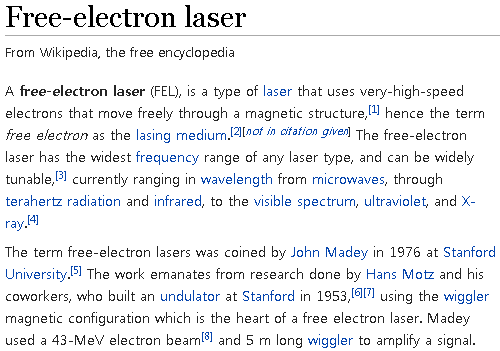 Free-electron laser
From Wikipedia, the free encyclopedia
A free-electron laser (FEL), is a type of laser that uses very-high-speed
electrons that move freely through a magnetic structure,[1] hence the term
free electron as the lasing medium.[2][not in citation given] The free-electron
laser has the widest frequency range of any laser type, and can be widely
tunable,[3] currently ranging in wavelength from microwaves, through
terahertz radiation and infrared, to the visible spectrum, ultraviolet, and X-
ray.[4]
The term free-electron lasers was coined by John Madey in 1976 at Stanford
University.[5] The work emanates from research done by Hans Motz and his
coworkers, who built an undulator at Stanford in 1953,[6][7] using the wiggler
magnetic configuration which is the heart of a free electron laser. Madey
used a 43-MeV electron beam[8] and 5 m long wiggler to amplify a signal.